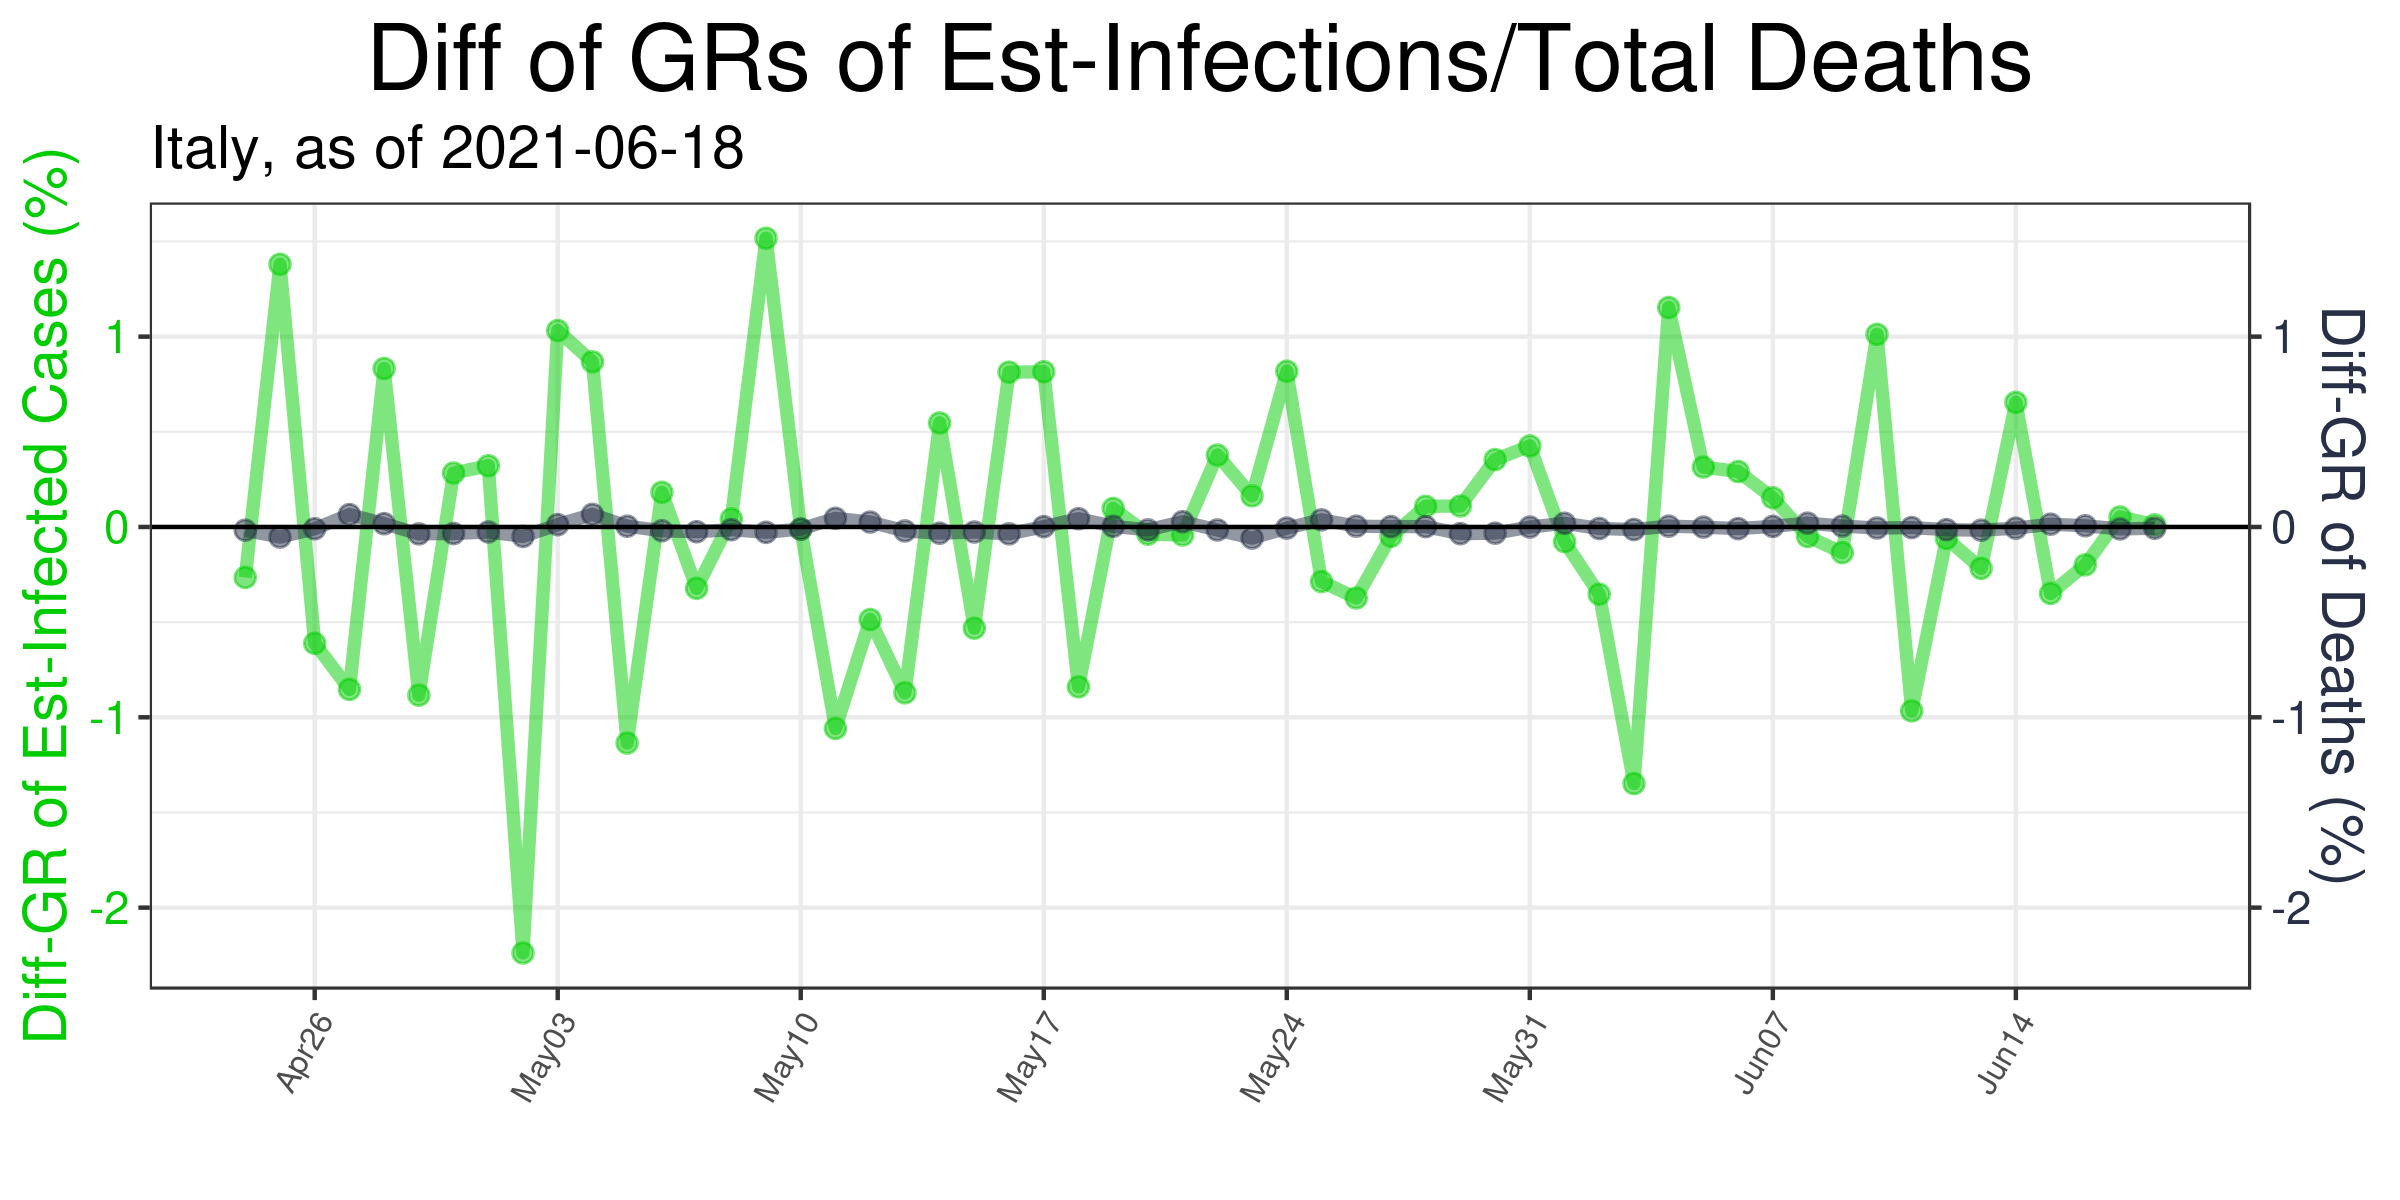 Diff of GRs of Est-Infections/Total Deaths
Italy, as of 2021-06-18
Diff-GR of Est-Infected Cases (%)
1
0
-1
-2
1
0
-1
-2
Diff-GR of Deaths (%)
Apr26
May03
May10
May17
May24
May31
Jun07
Jun14